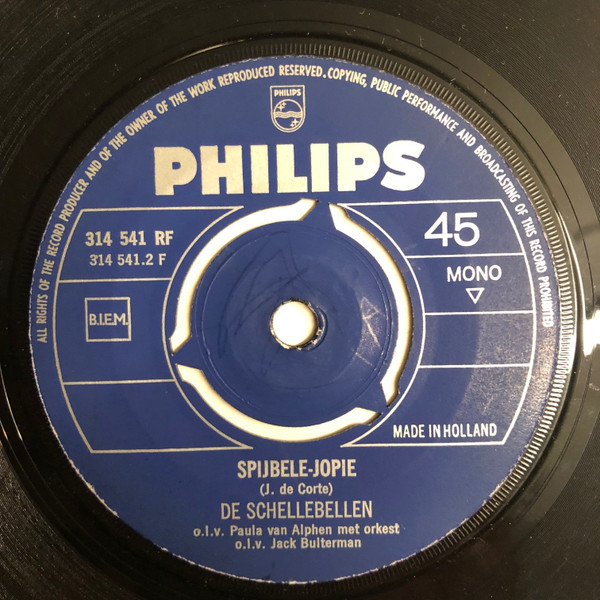 ALL RIGHTS OF THE RECORD PRODUCER AND OF THE OWNER OF THE WORK REPRODUCED RESERVED. COPYING, PUBLIC PERFORMANCE AND BROADCASTING OF THIS RECORD PROHIBITED
PHILIPS
PHILIPS
314 541 RF
314 541.2 F
45
MONO
B.I.E.M.
MADE IN HOLLAND
SPIJBELE-JOPIE
(J. de Corte)
DE SCHELLEBELLEN
o.l.v. Paula van Alphen met orkest
o.l.v. Jack Bulterman